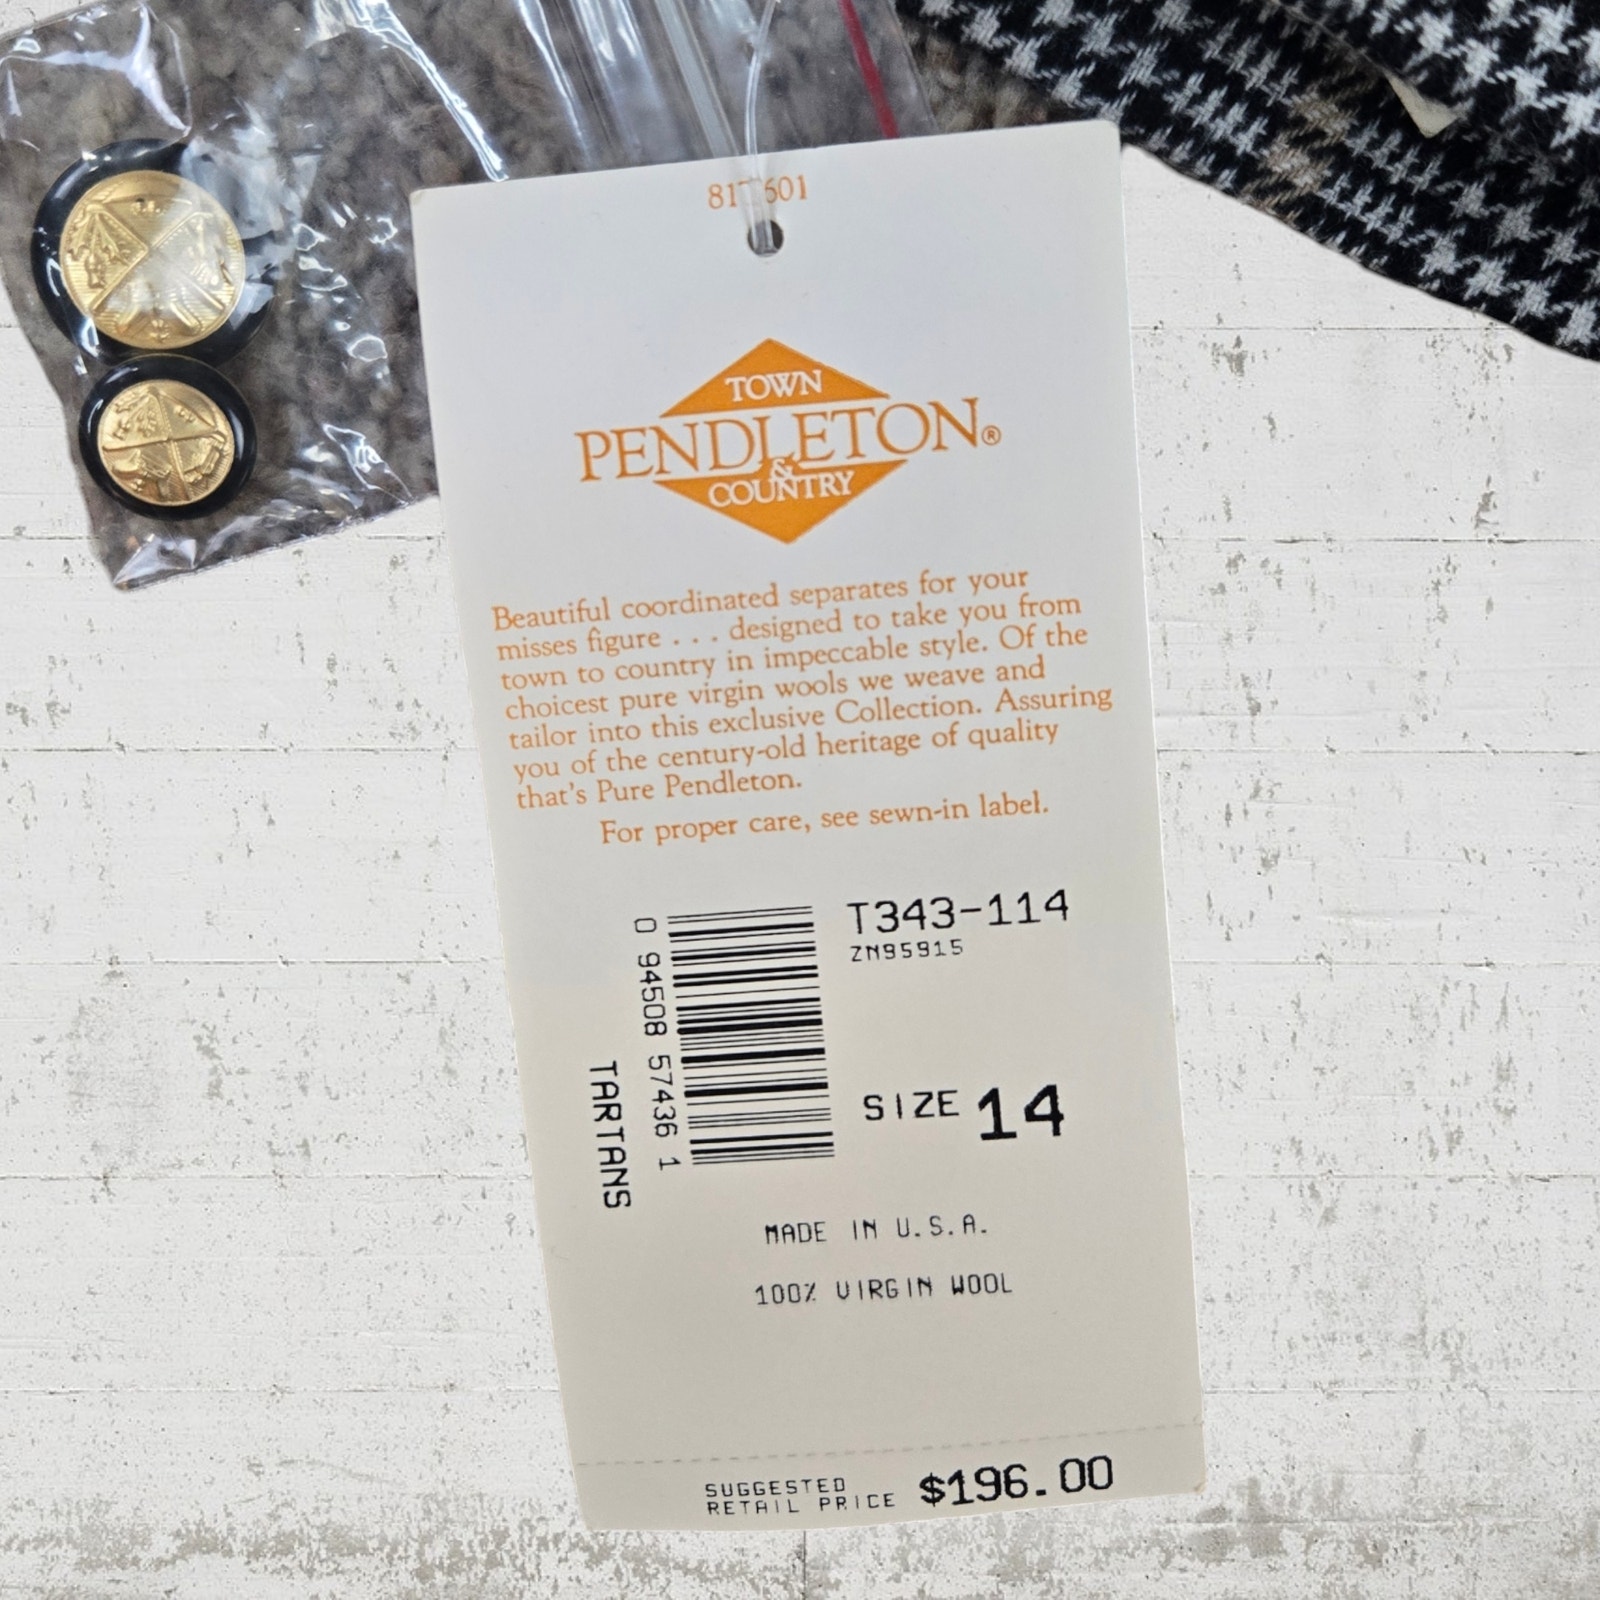 TOWN
PENDLETON®
&
COUNTRY
Beautiful coordinated separates for your
misses figure . . . designed to take you from
town to country in impeccable style. Of the
choicest pure virgin wools we weave and
tailor into this exclusive Collection. Assuring
you of the century-old heritage of quality
that's Pure Pendleton.
For proper care, see sewn-in label.
T343-114
ZN95915
0 94508 57436 1
TARTANS
SIZE 14
MADE IN U.S.A.
100% VIRGIN WOOL
SUGGESTED
RETAIL PRICE $196.00